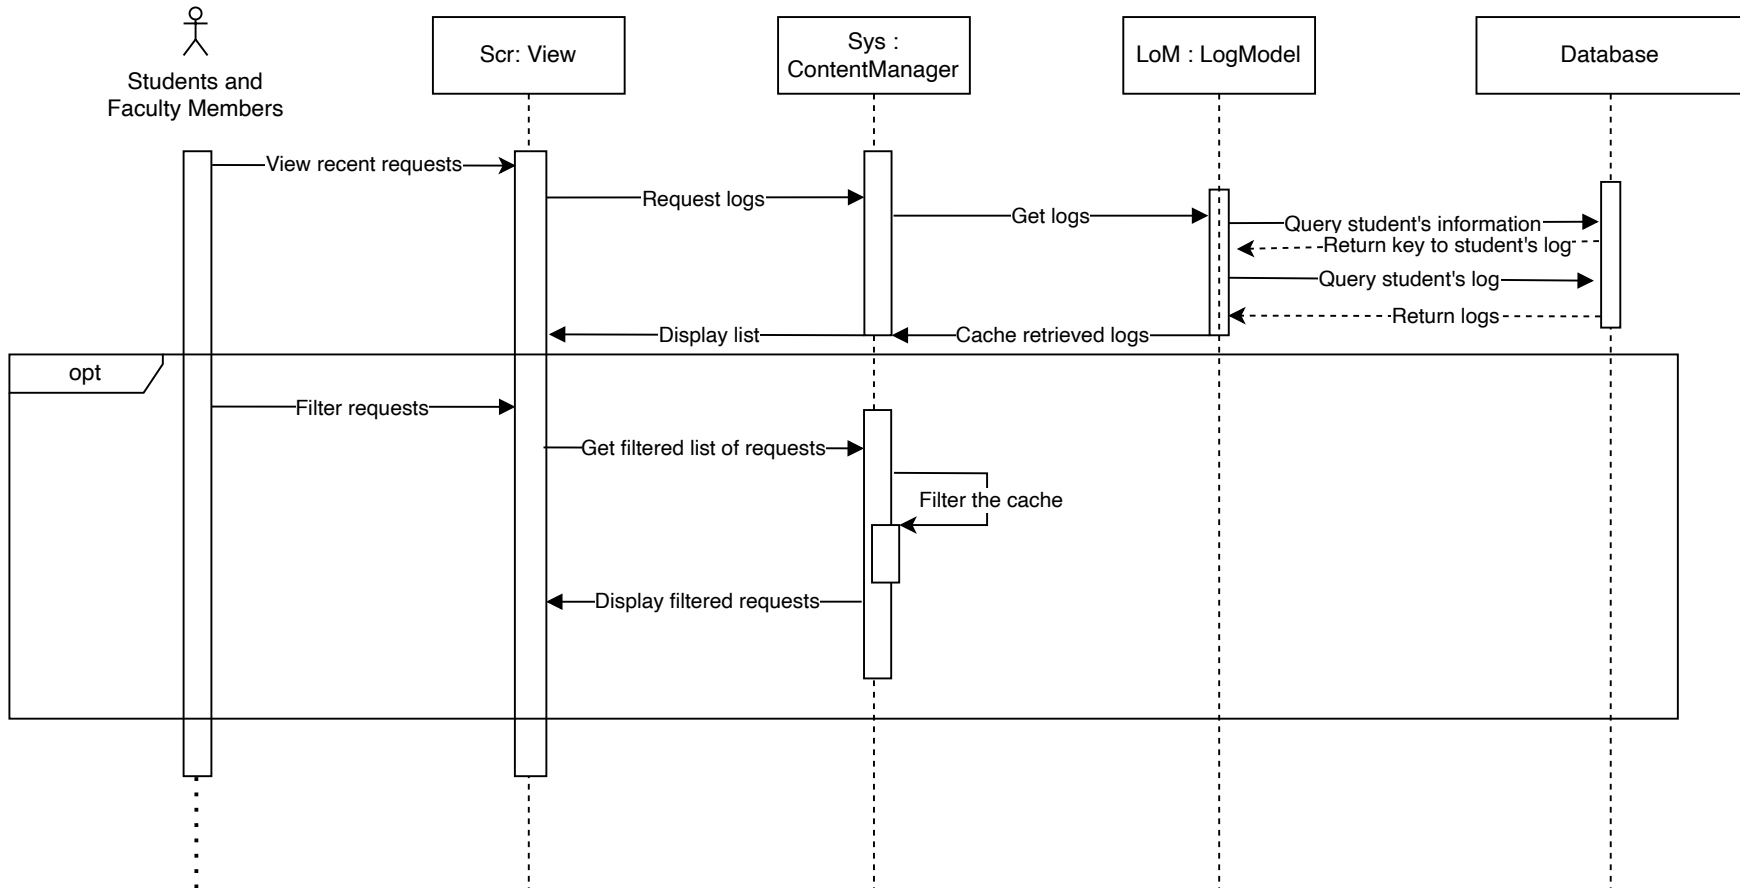 Students and
Faculty Members
Scr: View
Sys :
ContentManager
LoM : LogModel
Database
View recent requests
Request logs
Get logs
Query student's information
Return key to student's log
Query student's log
Return logs
Cache retrieved logs
Display list
opt
Filter requests
Get filtered list of requests
Filter the cache
Display filtered requests